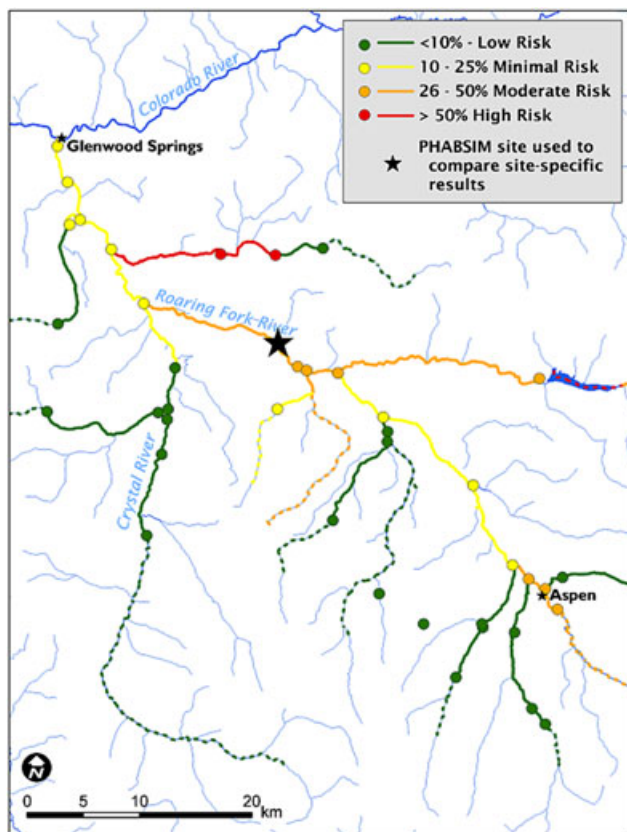 <10% - Low Risk
10 - 25% Minimal Risk
26 - 50% Moderate Risk
> 50% High Risk
PHABSIM site used to
compare site-specific
results
Colorado River
Glenwood Springs
Roaring Fork River
Crystal River
Aspen
N
0 5 10 20
km